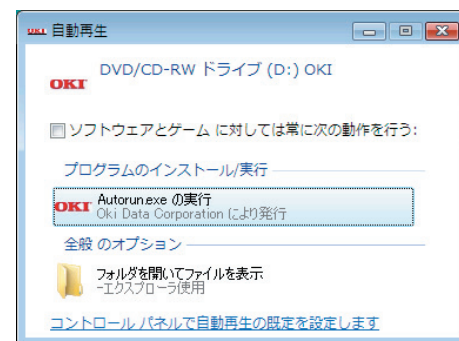 OKI 自動再生
OKI DVD/CD-RW ドライブ (D:) OKI
ソフトウェアとゲーム に対しては常に次の動作を行う:
プログラムのインストール/実行
OKI Autorun.exe の実行
Oki Data Corporation により発行
全般 のオプション
フォルダを開いてファイルを表示
-エクスプローラ使用
コントロール パネルで自動再生の既定を設定します